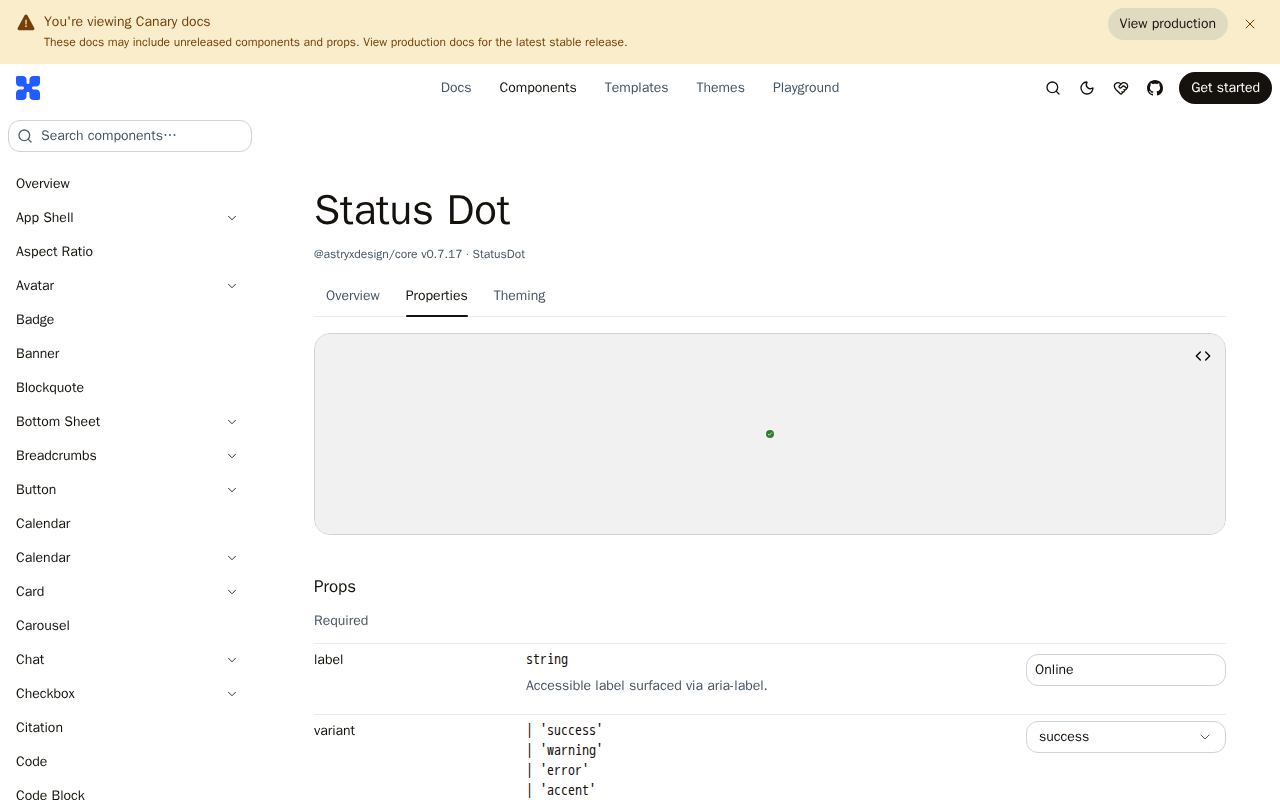 You're viewing Canary docs
These docs may include unreleased components and props. View production docs for the latest stable release.
View production
Docs
Components
Templates
Themes
Playground
Get started
Search components…
Overview
App Shell
Aspect Ratio
Avatar
Badge
Banner
Blockquote
Bottom Sheet
Breadcrumbs
Button
Calendar
Calendar
Card
Carousel
Chat
Checkbox
Citation
Code
Code Block
Status Dot
@astryxdesign/core v0.7.17 · StatusDot
Overview
Properties
Theming
Props
Required
label
string
Accessible label surfaced via aria-label.
Online
variant
| 'success'
| 'warning'
| 'error'
| 'accent'
success